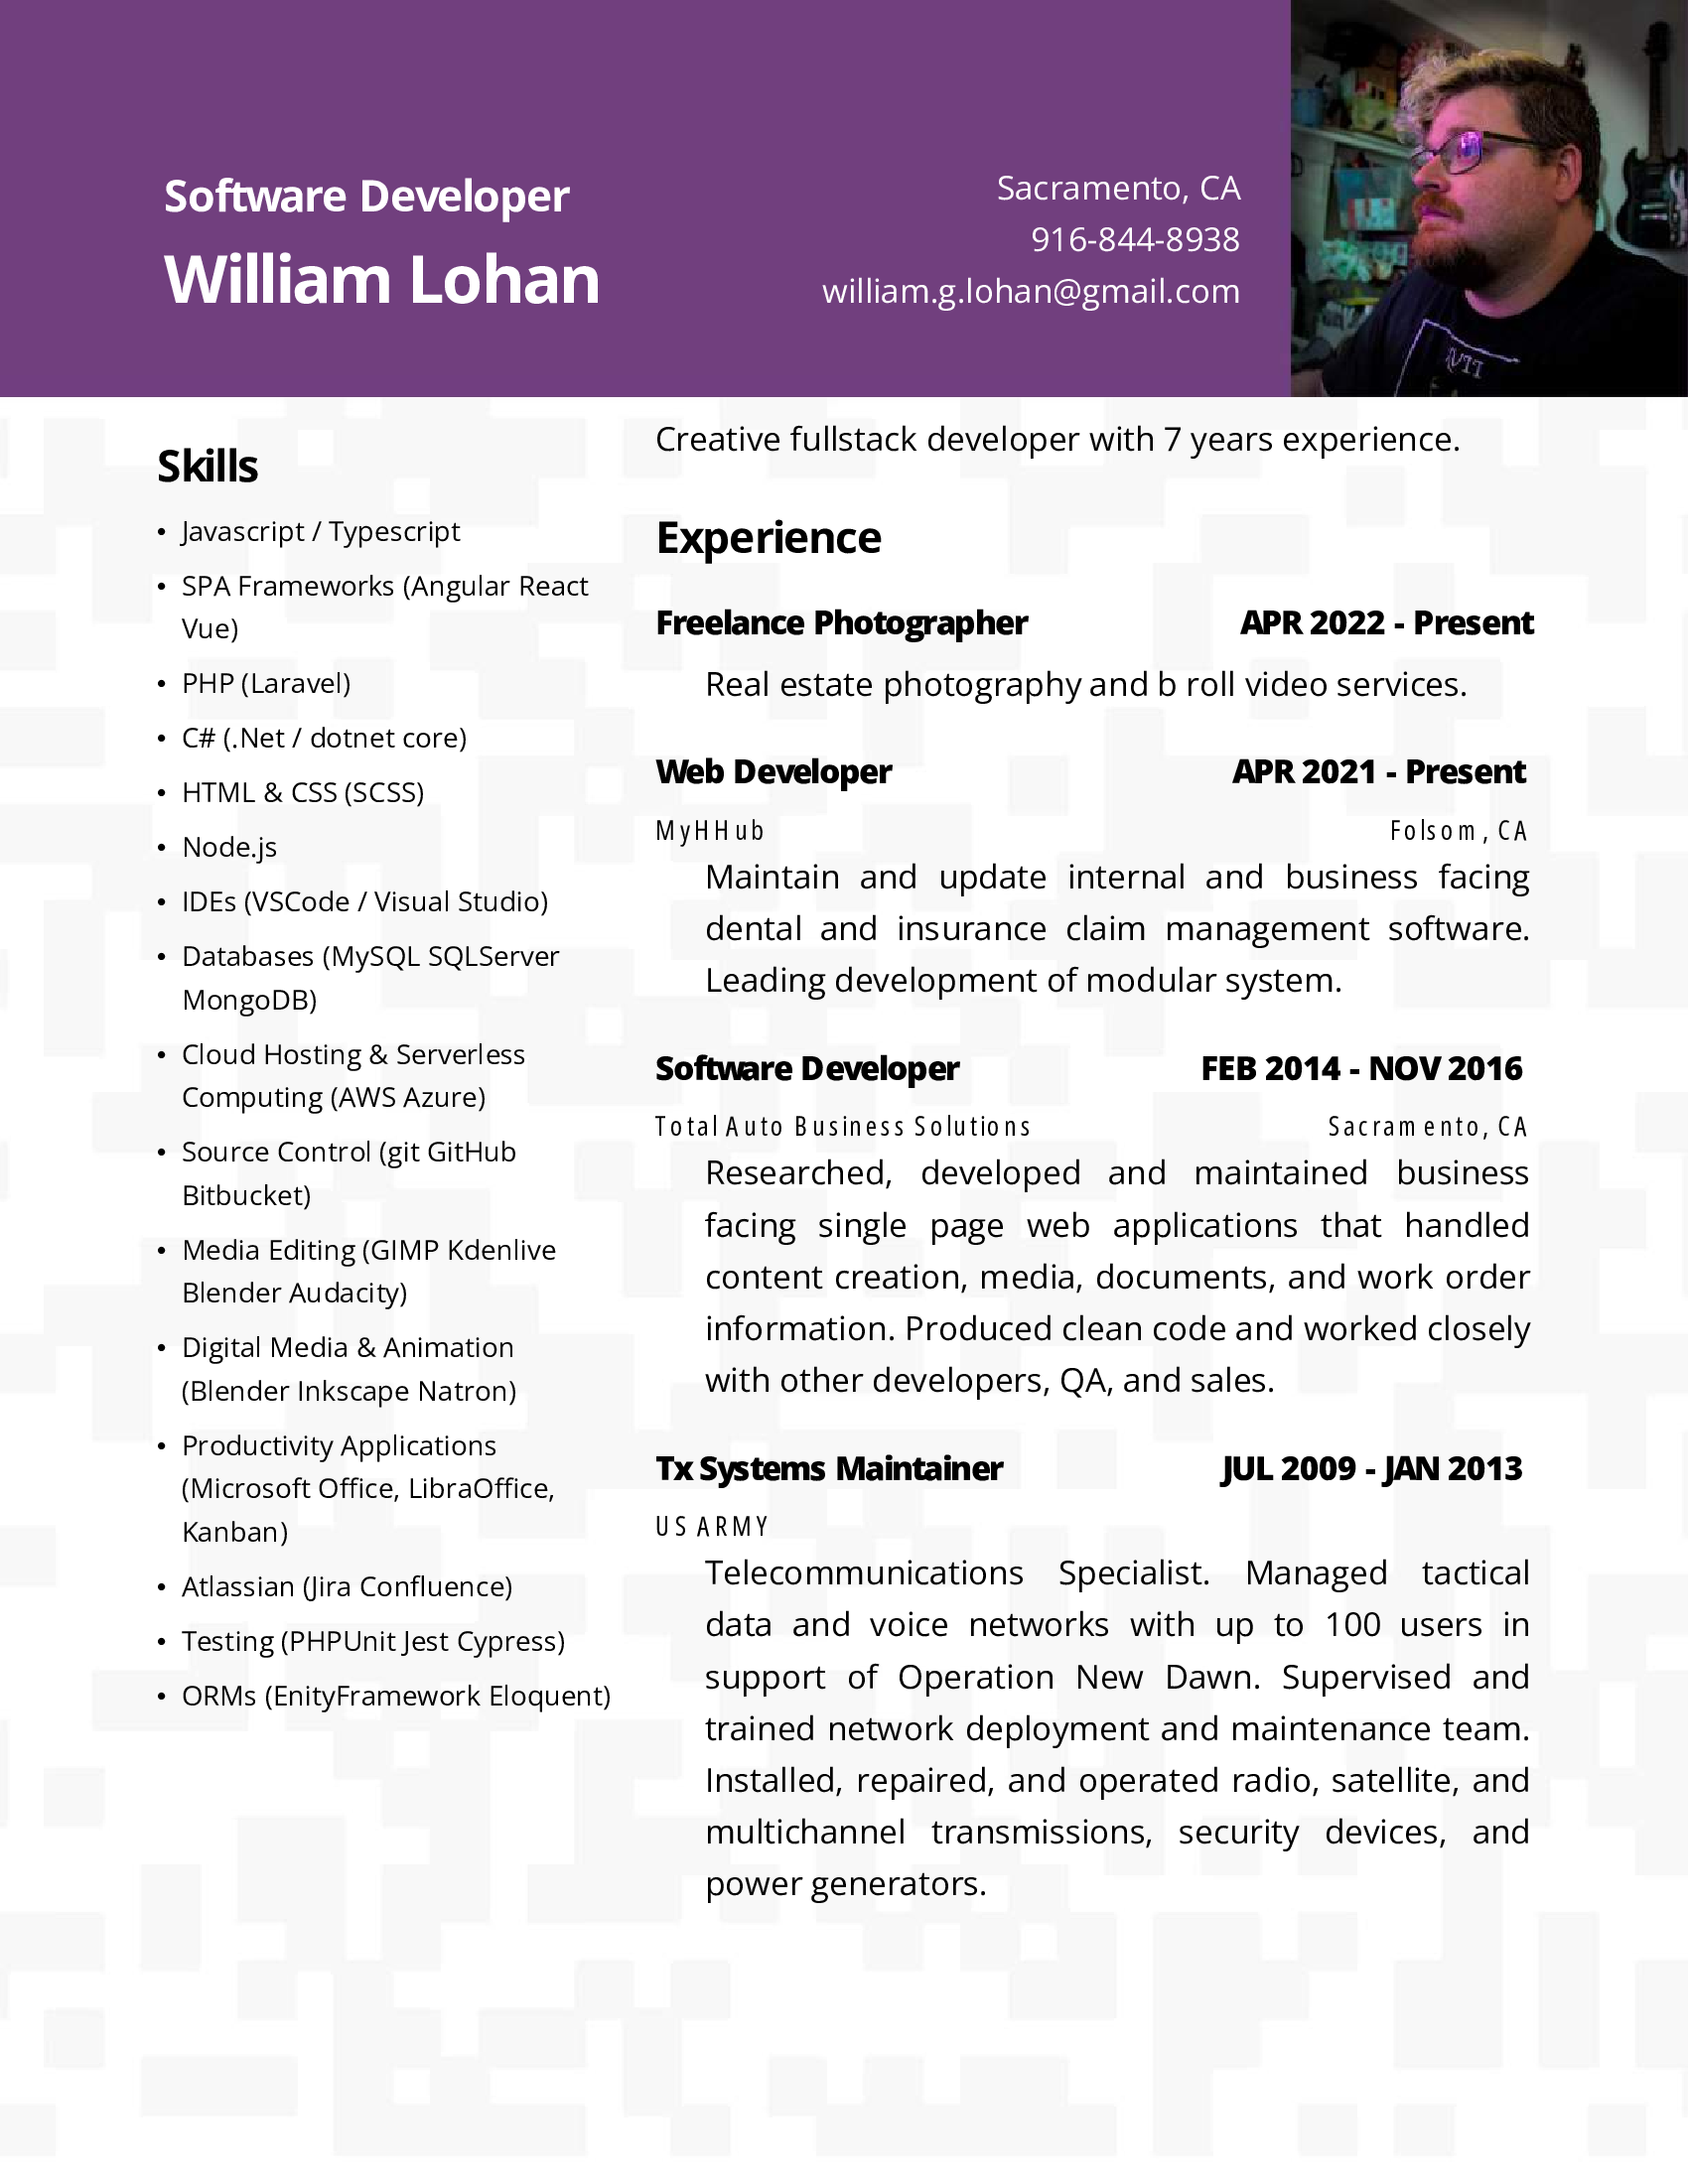 Software Developer
William Lohan
Sacramento, CA
916-844-8938
william.g.lohan@gmail.com
Skills
• Javascript / Typescript
• SPA Frameworks (Angular React
Vue)
• PHP (Laravel)
• C# (.Net / dotnet core)
• HTML & CSS (SCSS)
• Node.js
• IDEs (VSCode / Visual Studio)
• Databases (MySQL SQLServer
MongoDB)
• Cloud Hosting & Serverless
Computing (AWS Azure)
• Source Control (git GitHub
Bitbucket)
• Media Editing (GIMP Kdenlive
Blender Audacity)
• Digital Media & Animation
(Blender Inkscape Natron)
• Productivity Applications
(Microsoft Office, LibraOffice,
Kanban)
• Atlassian (Jira Confluence)
• Testing (PHPUnit Jest Cypress)
• ORMs (EnityFramework Eloquent)
Creative fullstack developer with 7 years experience.
Experience
Freelance Photographer APR 2022 - Present
Real estate photography and b roll video services.
Web Developer APR 2021 - Present
MyHHub Folsom, CA
Maintain and update internal and business facing
dental and insurance claim management software.
Leading development of modular system.
Software Developer FEB 2014 - NOV 2016
Total Auto Business Solutions Sacramento, CA
Researched, developed and maintained business
facing single page web applications that handled
content creation, media, documents, and work order
information. Produced clean code and worked closely
with other developers, QA, and sales.
Tx Systems Maintainer JUL 2009 - JAN 2013
US ARMY
Telecommunications Specialist. Managed tactical
data and voice networks with up to 100 users in
support of Operation New Dawn. Supervised and
trained network deployment and maintenance team.
Installed, repaired, and operated radio, satellite, and
multichannel transmissions, security devices, and
power generators.